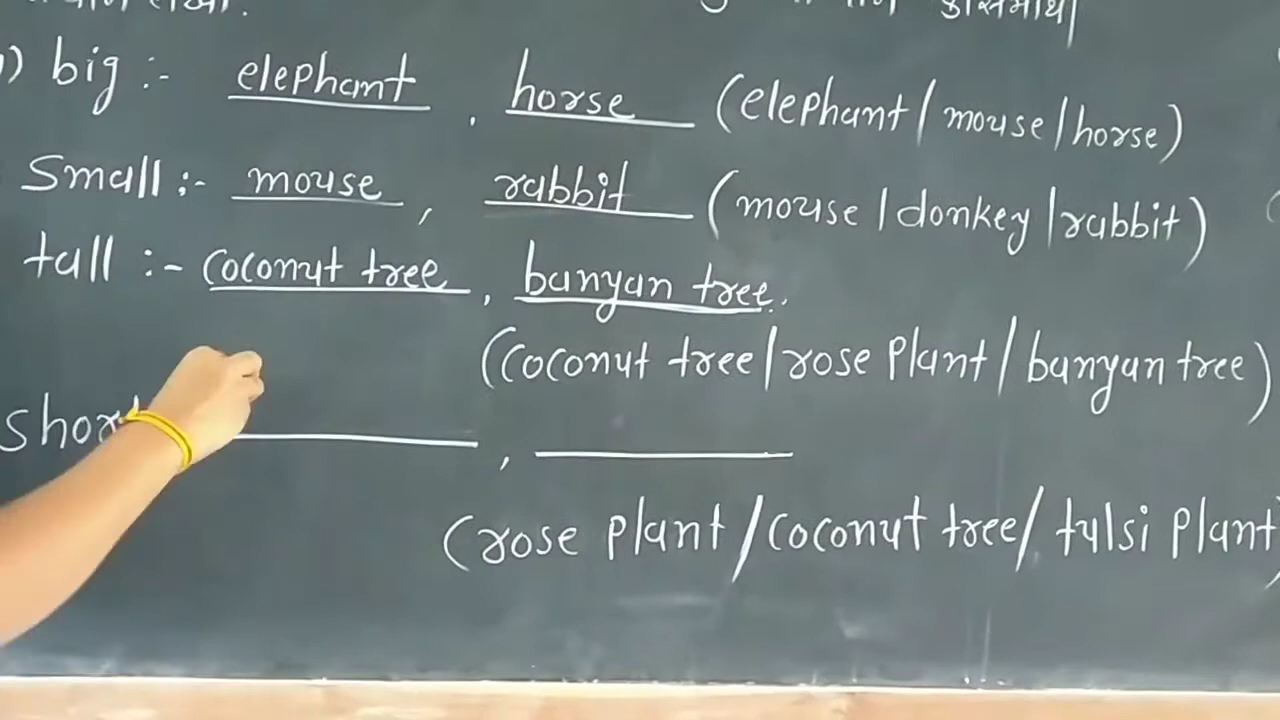 ) big :- elephant , horse (elephant/mouse/horse)
Small :- mouse , rabbit (mouse/donkey/rabbit)
tall :- coconut tree , banyan tree.
(coconut tree/rose plant/banyan tree)
short ,
(rose plant/coconut tree/tulsi plant)